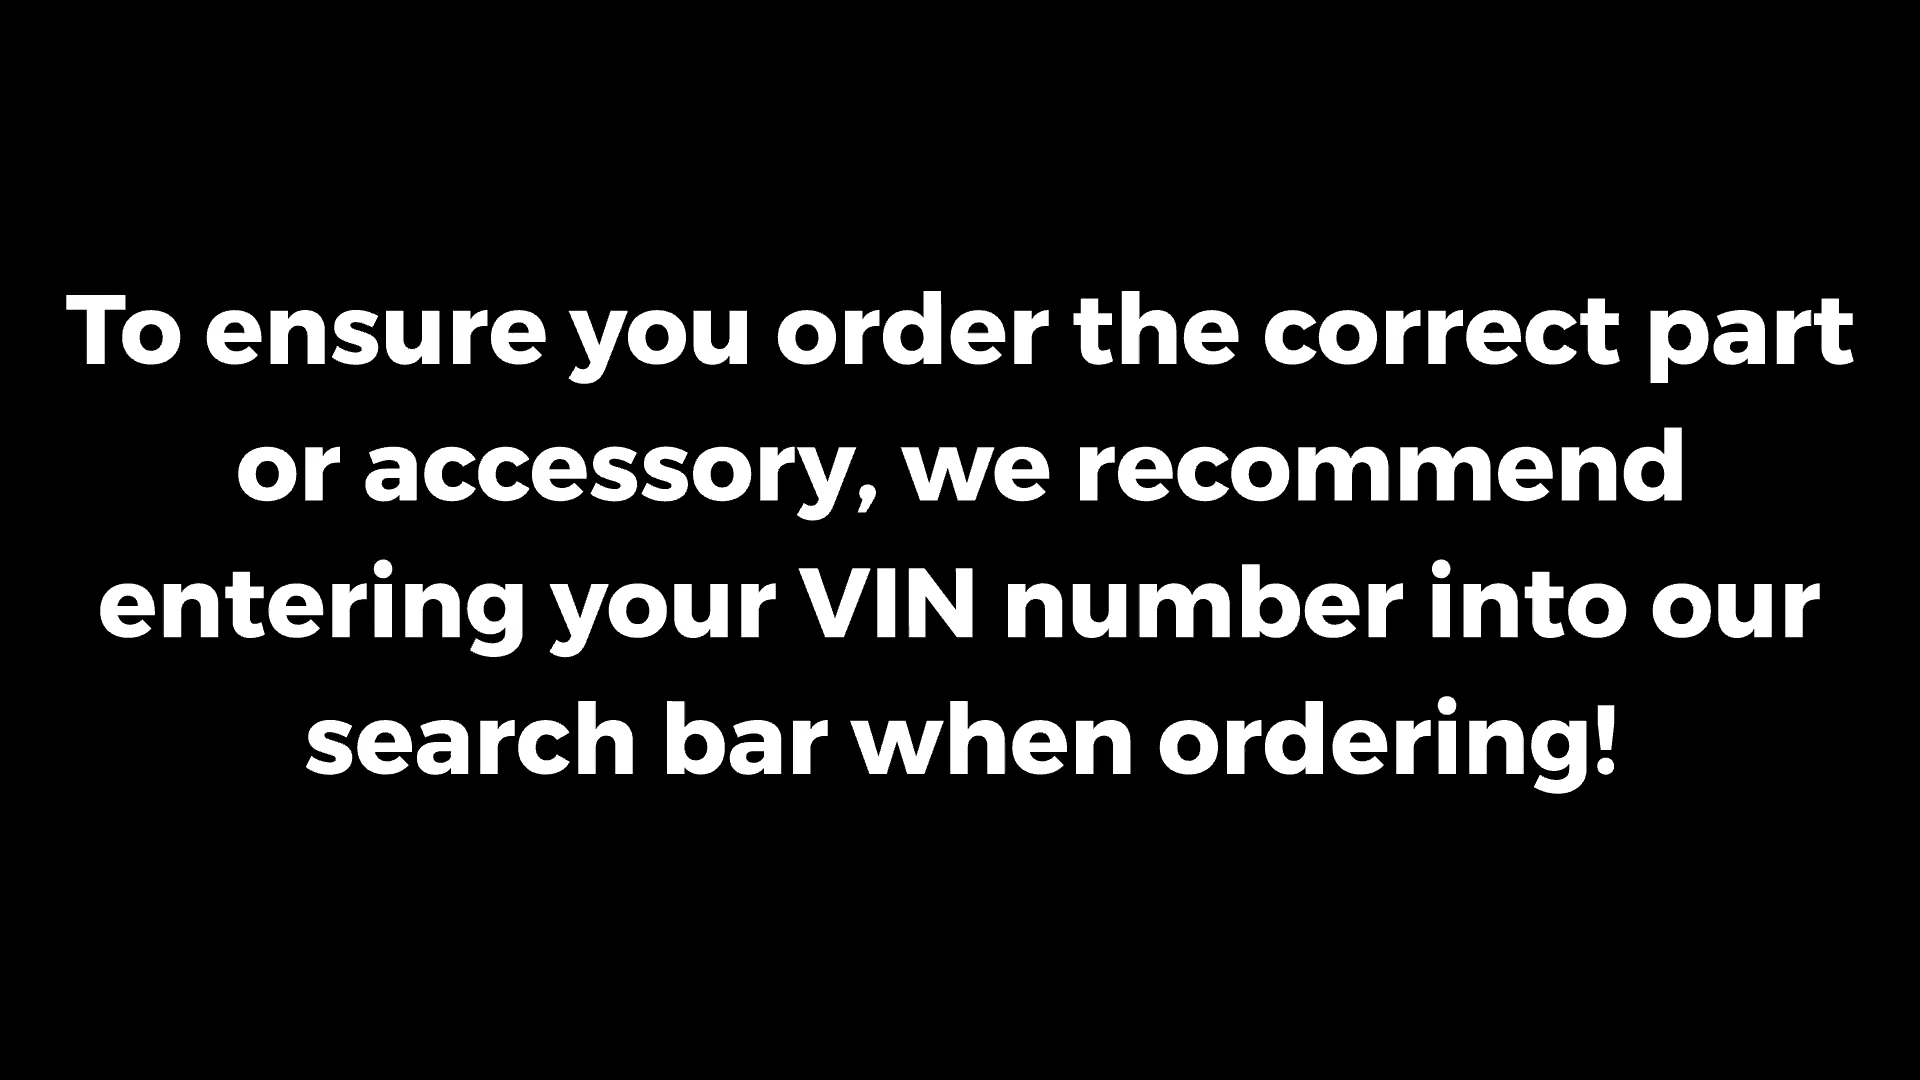 To ensure you order the correct part
or accessory, we recommend
entering your VIN number into our
search bar when ordering!